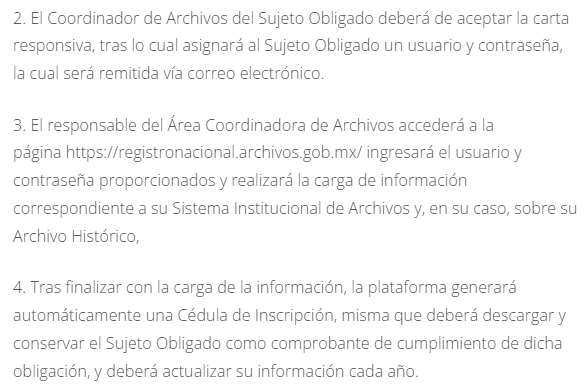 2. El Coordinador de Archivos del Sujeto Obligado deberá de aceptar la carta
responsiva, tras lo cual asignará al Sujeto Obligado un usuario y contraseña,
la cual será remitida vía correo electrónico.
3. El responsable del Área Coordinadora de Archivos accederá a la
página https://registronacional.archivos.gob.mx/ ingresará el usuario y
contraseña proporcionados y realizará la carga de información
correspondiente a su Sistema Institucional de Archivos y, en su caso, sobre su
Archivo Histórico,
4. Tras finalizar con la carga de la información, la plataforma generará
automáticamente una Cédula de Inscripción, misma que deberá descargar y
conservar el Sujeto Obligado como comprobante de cumplimiento de dicha
obligación, y deberá actualizar su información cada año.